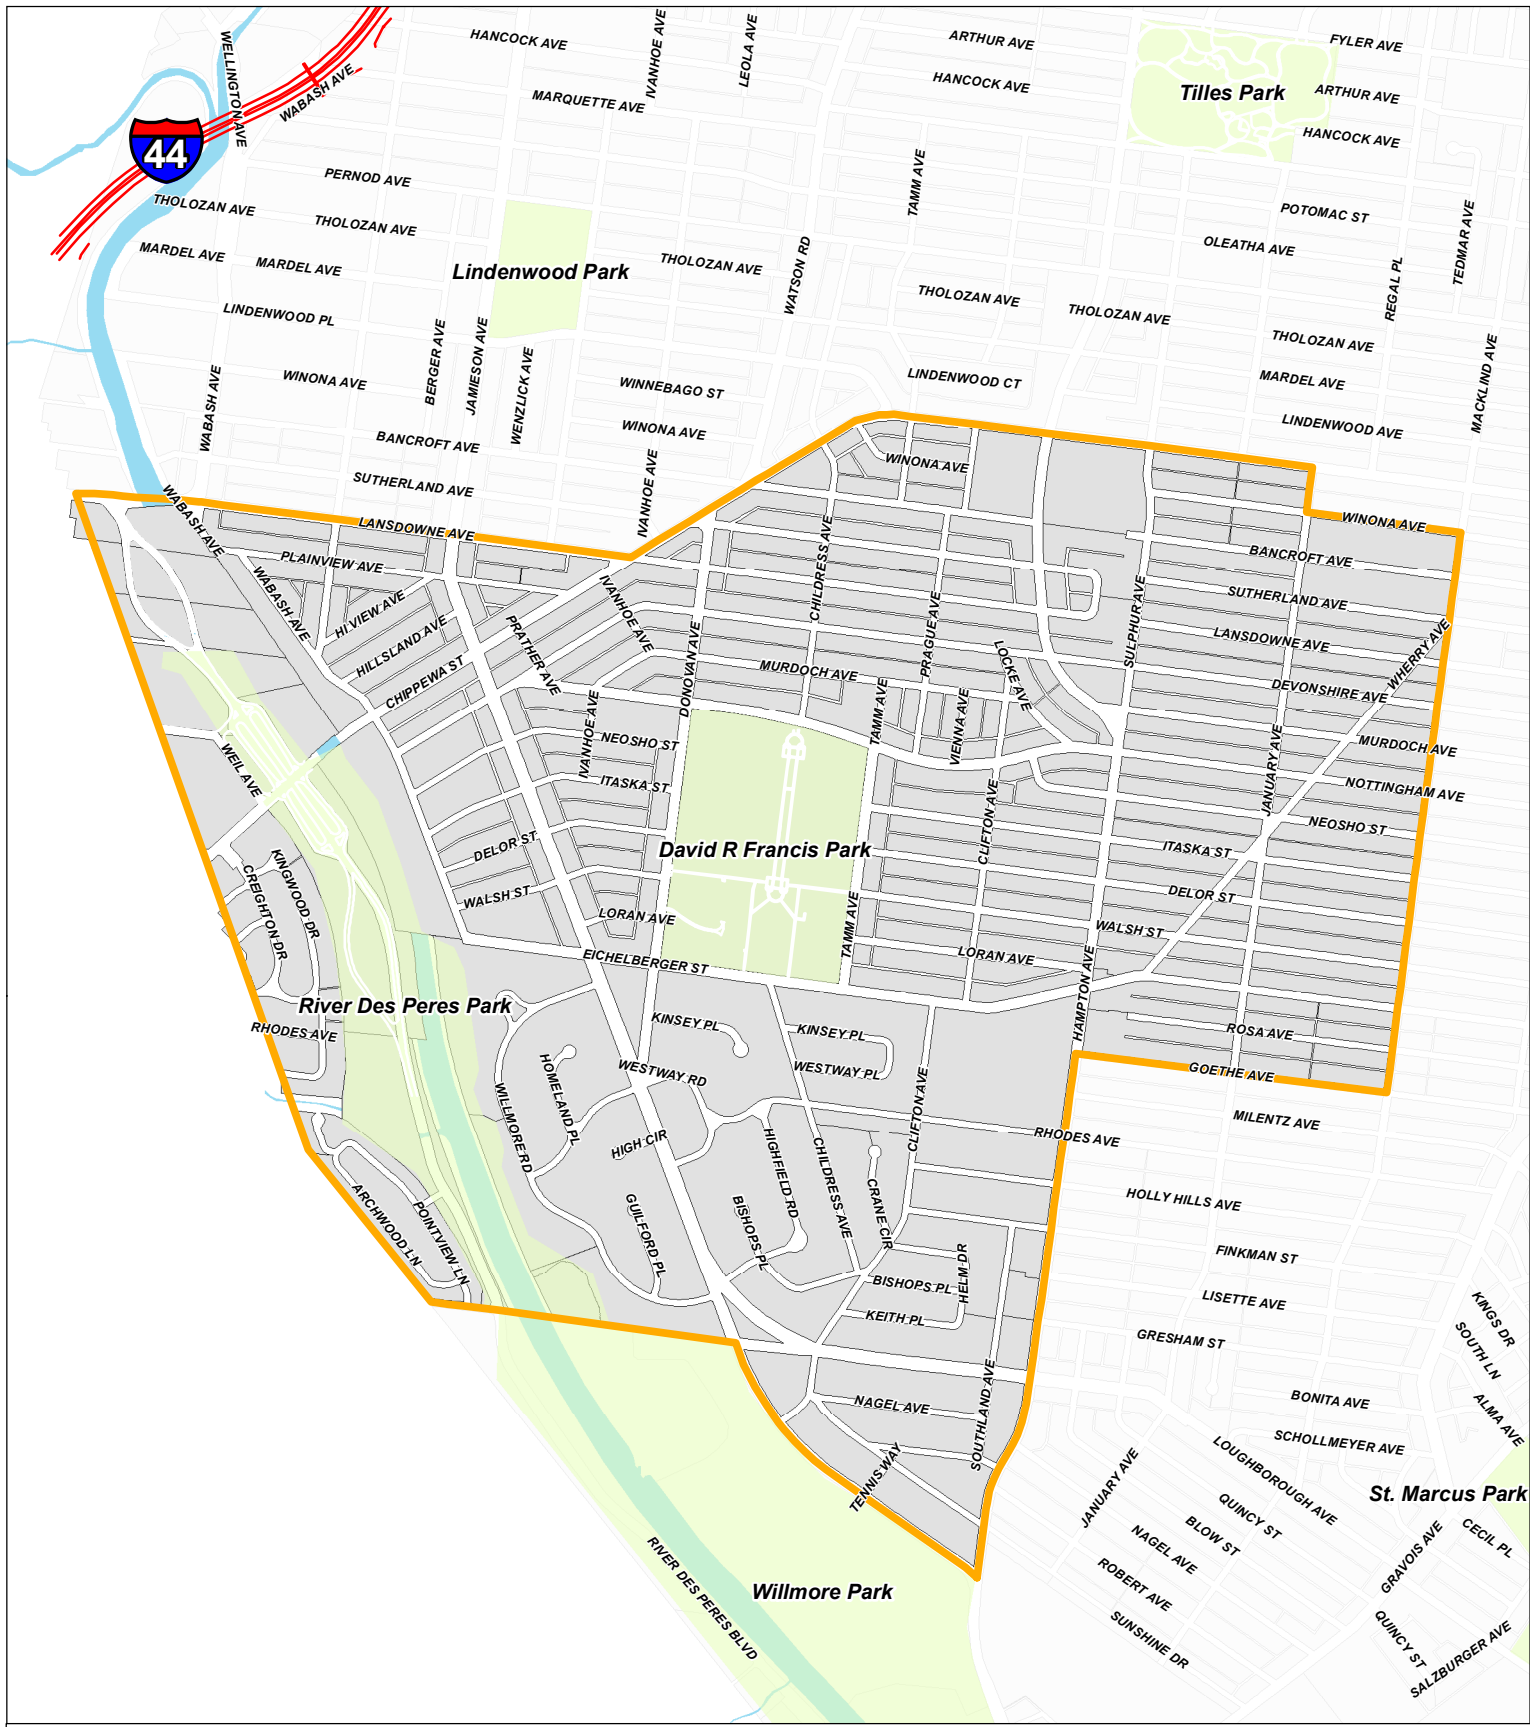 WELLINGTON AVE
WABASH AVE
HANCOCK AVE
IVANHOE AVE
LEOLA AVE
ARTHUR AVE
FYLER AVE
MARQUETTE AVE
HANCOCK AVE
Tilles Park
ARTHUR AVE
HANCOCK AVE
44
PERNOD AVE
TAMM AVE
THOLOZAN AVE
THOLOZAN AVE
POTOMAC ST
TEDMAR AVE
MARDEL AVE
MARDEL AVE
Lindenwood Park
THOLOZAN AVE
WATSON RD
OLEATHA AVE
REGAL PL
LINDENWOOD PL
THOLOZAN AVE
THOLOZAN AVE
THOLOZAN AVE
BERGER AVE
JAMIESON AVE
WENZLICK AVE
WABASH AVE
WINONA AVE
WINNEBAGO ST
LINDENWOOD CT
MARDEL AVE
MACKLIND AVE
BANCROFT AVE
WINONA AVE
LINDENWOOD AVE
SUTHERLAND AVE
IVANHOE AVE
WINONA AVE
WABASH AVE
LANSDOWNE AVE
WINONA AVE
PLAINVIEW AVE
CHILDRESS AVE
BANCROFT AVE
WABASH AVE
HI VIEW AVE
IVANHOE AVE
PRAGUE AVE
SULPHUR AVE
SUTHERLAND AVE
HILLSLAND AVE
PRATHER AVE
DONOVAN AVE
LANSDOWNE AVE
WHERRY AVE
CHIPPEWA ST
MURDOCH AVE
LOCKE AVE
DEVONSHIRE AVE
IVANHOE AVE
NEOSHO ST
TAMM AVE
VIENNA AVE
JANUARY AVE
MURDOCH AVE
WEIL AVE
ITASKA ST
NOTTINGHAM AVE
CLIFTON AVE
NEOSHO ST
DELOR ST
David R Francis Park
ITASKA ST
KINGWOOD DR
CREIGHTON DR
WALSH ST
DELOR ST
LORAN AVE
TAMM AVE
WALSH ST
EICHELBERGER ST
LORAN AVE
HAMPTON AVE
River Des Peres Park
RHODES AVE
KINSEY PL
KINSEY PL
ROSA AVE
HOMELAND PL
WESTWAY RD
WESTWAY PL
GOETHE AVE
WILLMORE RD
CLIFTON AVE
MILENTZ AVE
HIGH CIR
HIGHFIELD RD
CHILDRESS AVE
RHODES AVE
ARCHWOOD LN
POINTVIEW LN
GUILFORD PL
BISHOPS PL
CRANE CIR
HOLLY HILLS AVE
HELM DR
FINKMAN ST
BISHOPS PL
LISETTE AVE
KINGS DR
KEITH PL
GRESHAM ST
SOUTH LN
NAGEL AVE
SOUTHLAND AVE
BONITA AVE
ALMA AVE
SCHOLLMEYER AVE
TENNIS WAY
JANUARY AVE
LOUGHBOROUGH AVE
St. Marcus Park
QUINCY ST
BLOW ST
NAGEL AVE
CECIL PL
RIVER DES PERES BLVD
Willmore Park
ROBERT AVE
GRAVOIS AVE
SUNSHINE DR
QUINCY ST
SALZBURGER AVE